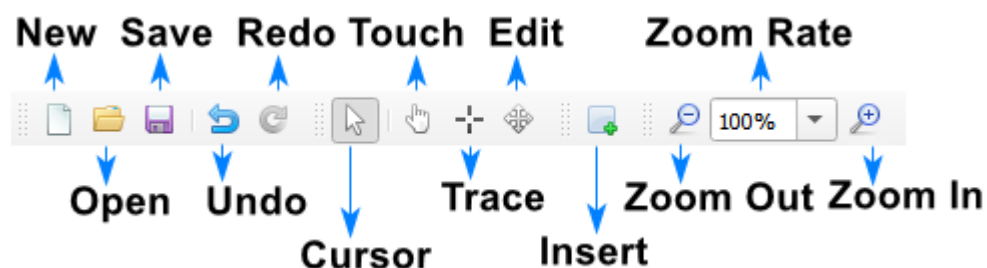 New Save Redo Touch Edit Zoom Rate
100%
Open Undo Trace Zoom Out Zoom In
Cursor Insert